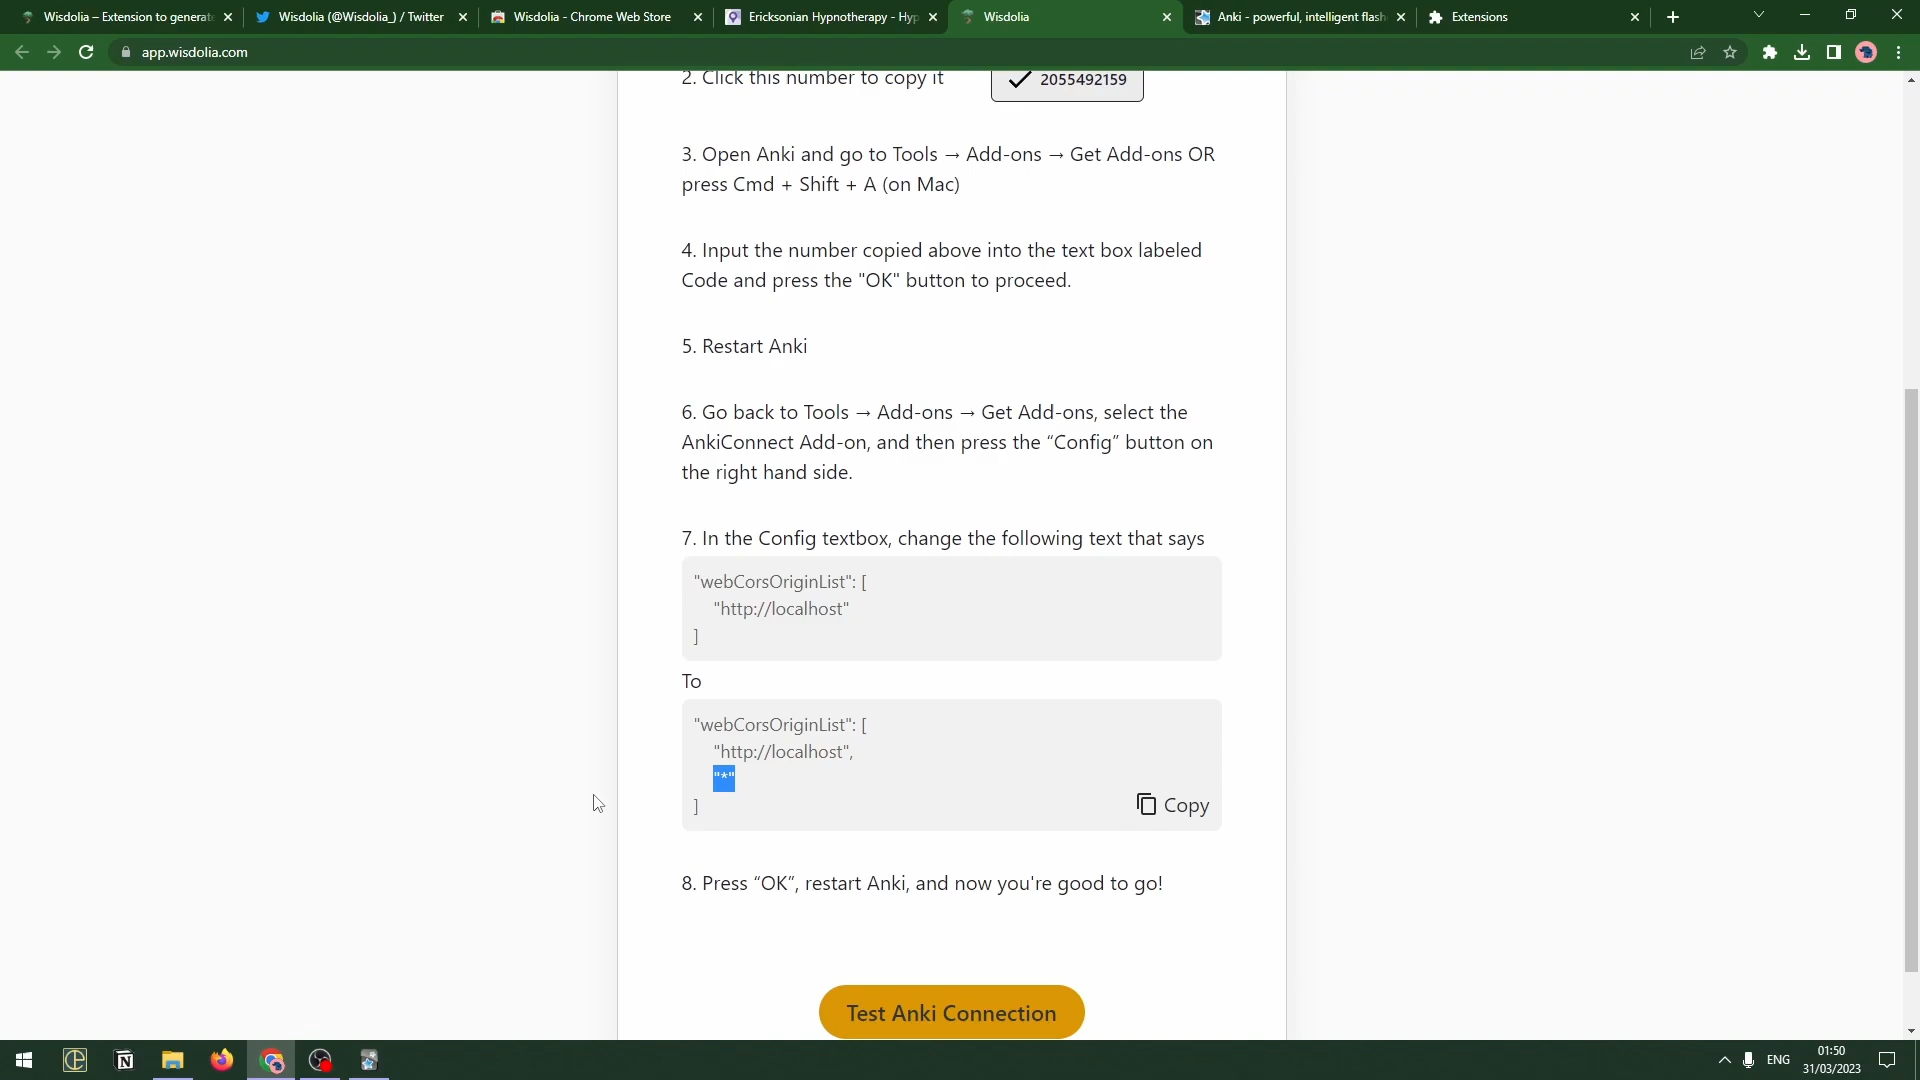 Wisdolia – Extension to generat
Wisdolia (@Wisdolia_) / Twitter
Wisdolia - Chrome Web Store
Ericksonian Hypnotherapy - Hyp
Wisdolia
Anki - powerful, intelligent flash
Extensions
app.wisdolia.com
2. Click this number to copy it
2055492159
3. Open Anki and go to Tools → Add-ons → Get Add-ons OR
press Cmd + Shift + A (on Mac)
4. Input the number copied above into the text box labeled
Code and press the "OK" button to proceed.
5. Restart Anki
6. Go back to Tools → Add-ons → Get Add-ons, select the
AnkiConnect Add-on, and then press the “Config” button on
the right hand side.
7. In the Config textbox, change the following text that says
"webCorsOriginList": [
"http://localhost"
]
To
"webCorsOriginList": [
"http://localhost",
"*"
]
Copy
8. Press “OK”, restart Anki, and now you're good to go!
Test Anki Connection
ENG
01:50
31/03/2023